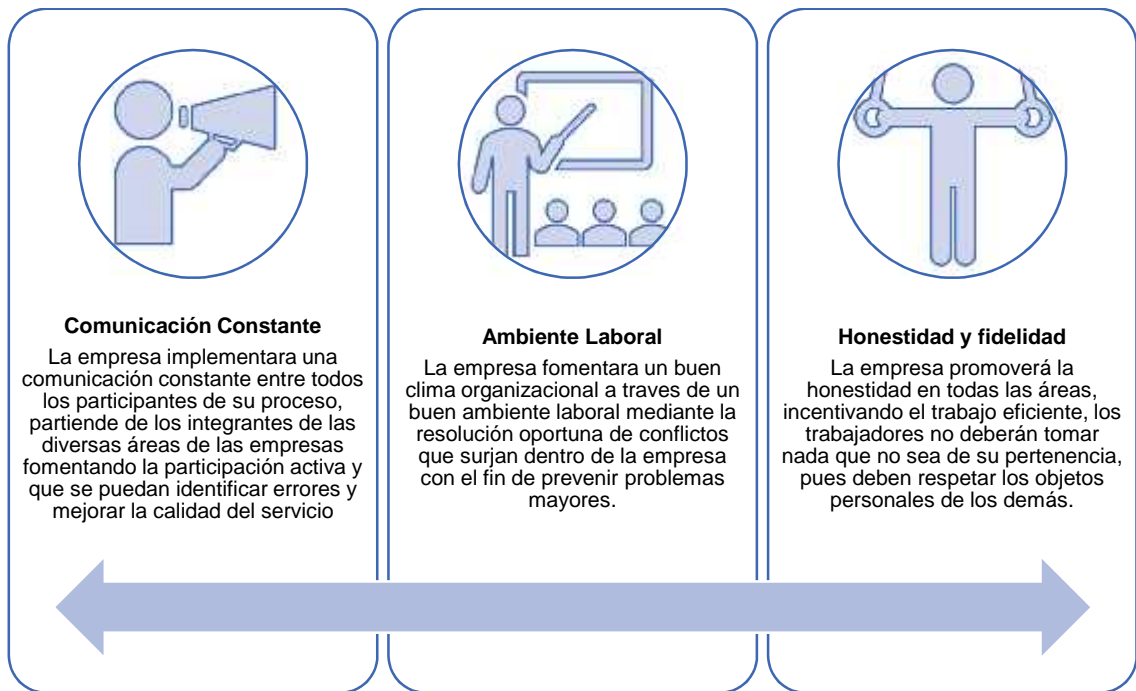 Comunicación Constante
La empresa implementara una
comunicación constante entre todos
los participantes de su proceso,
partiende de los integrantes de las
diversas áreas de las empresas
fomentando la participación activa y
que se puedan identificar errores y
mejorar la calidad del servicio
Ambiente Laboral
La empresa fomentara un buen
clima organizacional a traves de un
buen ambiente laboral mediante la
resolución oportuna de conflictos
que surjan dentro de la empresa
con el fin de prevenir problemas
mayores.
Honestidad y fidelidad
La empresa promoverá la
honestidad en todas las áreas,
incentivando el trabajo eficiente, los
trabajadores no deberán tomar
nada que no sea de su pertenencia,
pues deben respetar los objetos
personales de los demás.